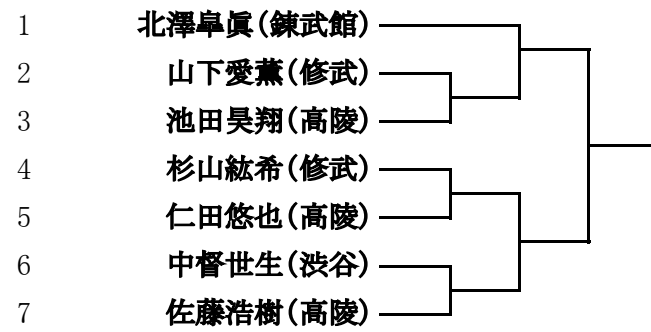 1 北澤皐眞(錬武館)
2 山下愛薫(修武)
3 池田昊翔(高陵)
4 杉山紘希(修武)
5 仁田悠也(高陵)
6 中督世生(渋谷)
7 佐藤浩樹(高陵)